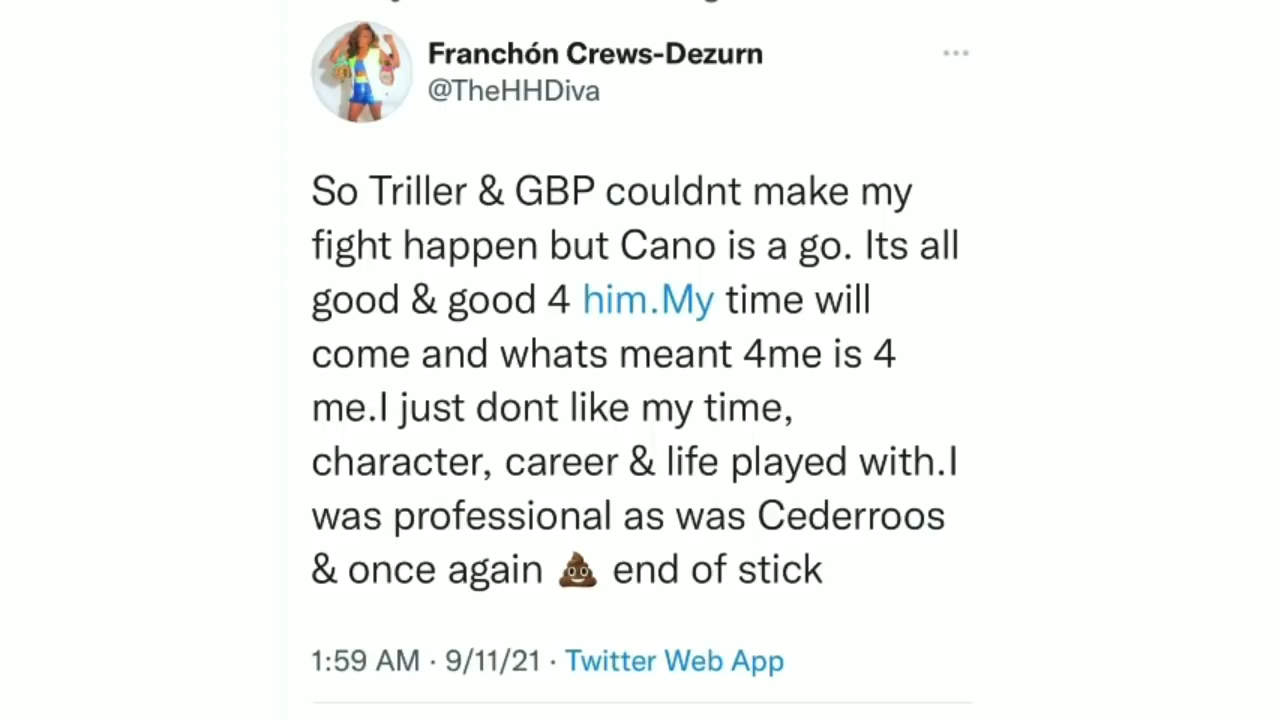 Franchón Crews-Dezurn
@TheHHDiva
So Triller & GBP couldnt make my
fight happen but Cano is a go. Its all
good & good 4 him.My time will
come and whats meant 4me is 4
me.I just dont like my time,
character, career & life played with.I
was professional as was Cederroos
& once again 💩 end of stick
1:59 AM · 9/11/21 · Twitter Web App